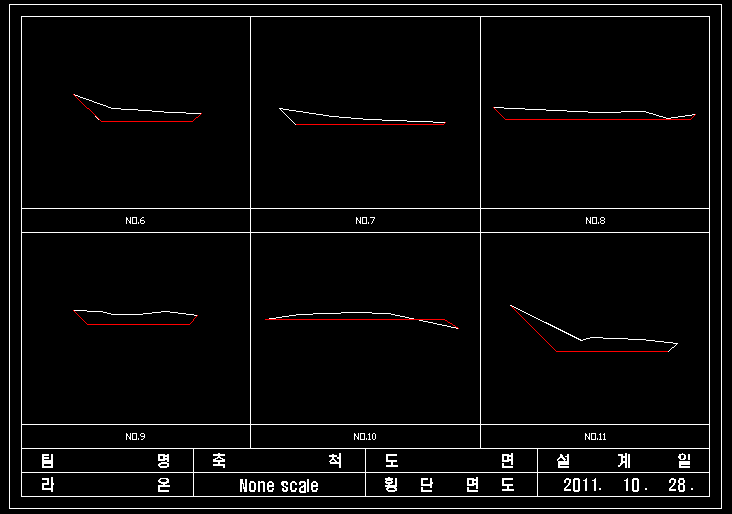 NO.6 NO.7 NO.8
NO.9 NO.10 NO.11
팀 명 축 척 도 면 설 계 일
라 온 None scale 횡 단 면 도 2011. 10. 28.